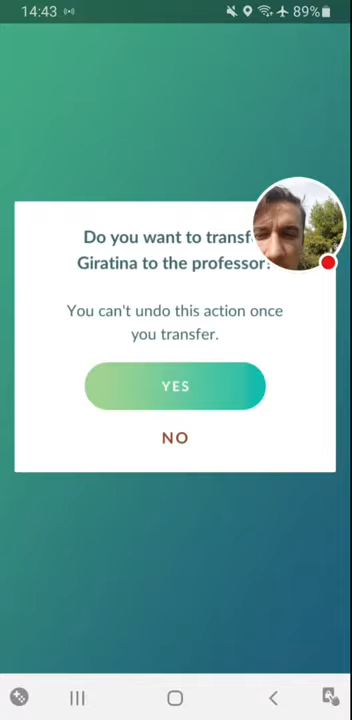 14:43
89%
Do you want to
Giratina to the professor?
You can't undo this action once
you transfer.
YES
NO